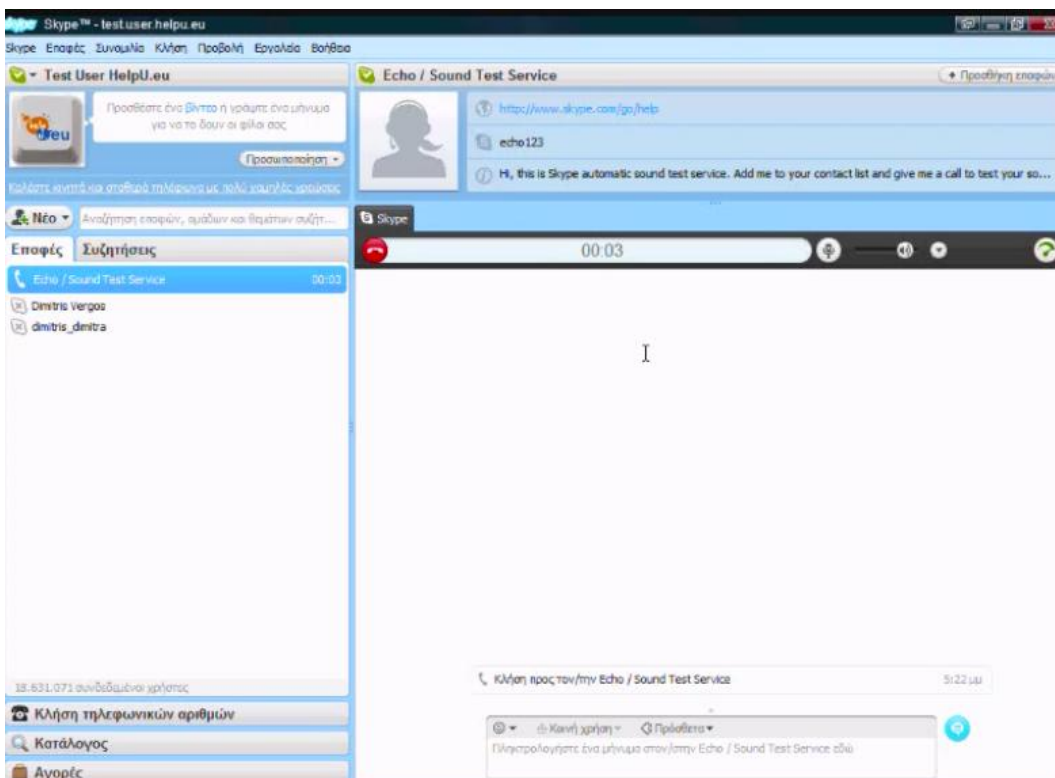 Skype™ - test.user.helpu.eu
Skype Επαφές Συνομιλία Κλήση Προβολή Εργαλεία Βοήθεια
Test User HelpU.eu
Προσθέστε ένα βίντεο ή γράψτε ένα μήνυμα
για να το δουν οι φίλοι σας
Προσωποποίηση
Καλέστε κινητά και σταθερά τηλέφωνα με πολύ χαμηλές χρεώσεις
Νέο
Αναζήτηση επαφών, ομάδων και θεμάτων συζήτ...
Επαφές Συζητήσεις
Echo / Sound Test Service 00:03
Dimitris Vergos
dimitris_dimitra
18.631.071 συνδεδεμένοι χρήστες
Κλήση τηλεφωνικών αριθμών
Κατάλογος
Αγορές
Echo / Sound Test Service
+ Προσθήκη επαφών
http://www.skype.com/go/help
echo123
Hi, this is Skype automatic sound test service. Add me to your contact list and give me a call to test your so...
Skype
00:03
Κλήση προς τον/την Echo / Sound Test Service 5:22 μμ
Κοινή χρήση Πρόσθετα
Πληκτρολογήστε ένα μήνυμα στον/στην Echo / Sound Test Service εδώ